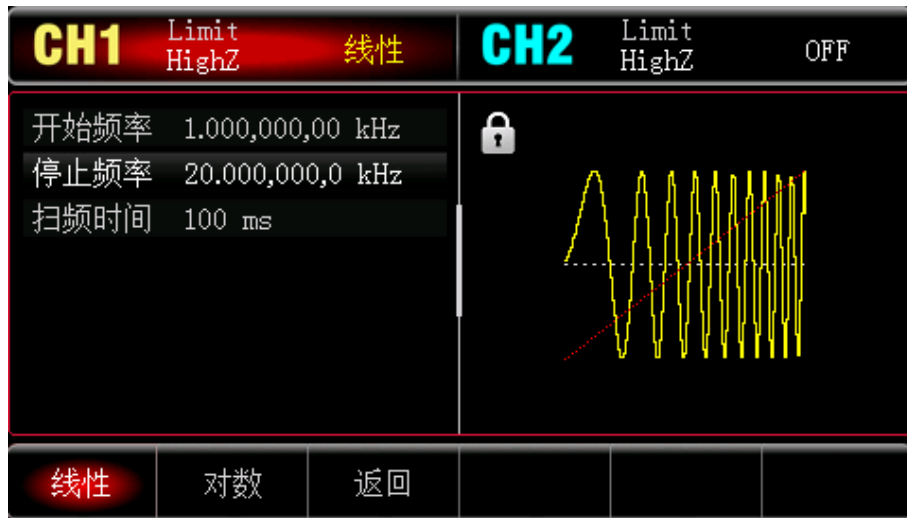 CH1 Limit HighZ 线性
CH2 Limit HighZ OFF
开始频率 1.000,000,00 kHz
停止频率 20.000,000,0 kHz
扫频时间 100 ms
线性 对数 返回